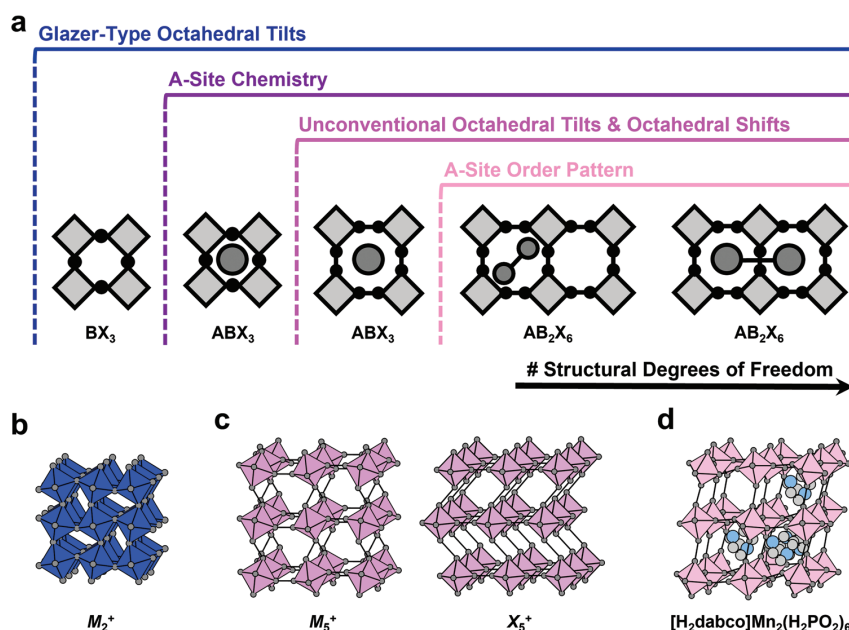 a
Glazer-Type Octahedral Tilts
A-Site Chemistry
Unconventional Octahedral Tilts & Octahedral Shifts
A-Site Order Pattern
BX₃ ABX₃ ABX₃ AB₂X₆ AB₂X₆
# Structural Degrees of Freedom
b c d
M₂⁺ M₅⁺ X₅⁺ [H₂dabco]Mn₂(H₂PO₂)₆